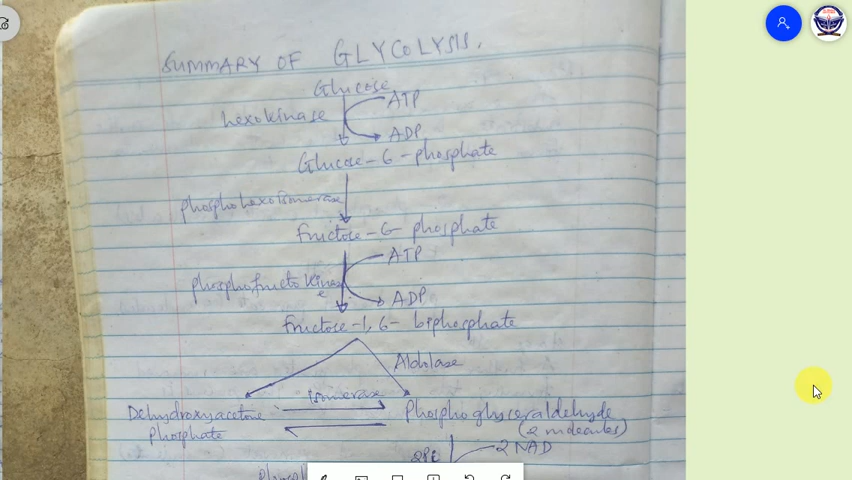 SUMMARY OF GLYCOLYSIS.
Glucose
hexokinase
ATP
ADP
Glucose-6-phosphate
phosphohexoisomerase
Fructose-6-phosphate
ATP
phosphofructokinase
ADP
Fructose-1,6-biphosphate
Aldolase
Isomerase
Dehydroxyacetone
Phosphate
Phosphoglyceraldehyde
(2 molecules)
2Pi
2 NAD